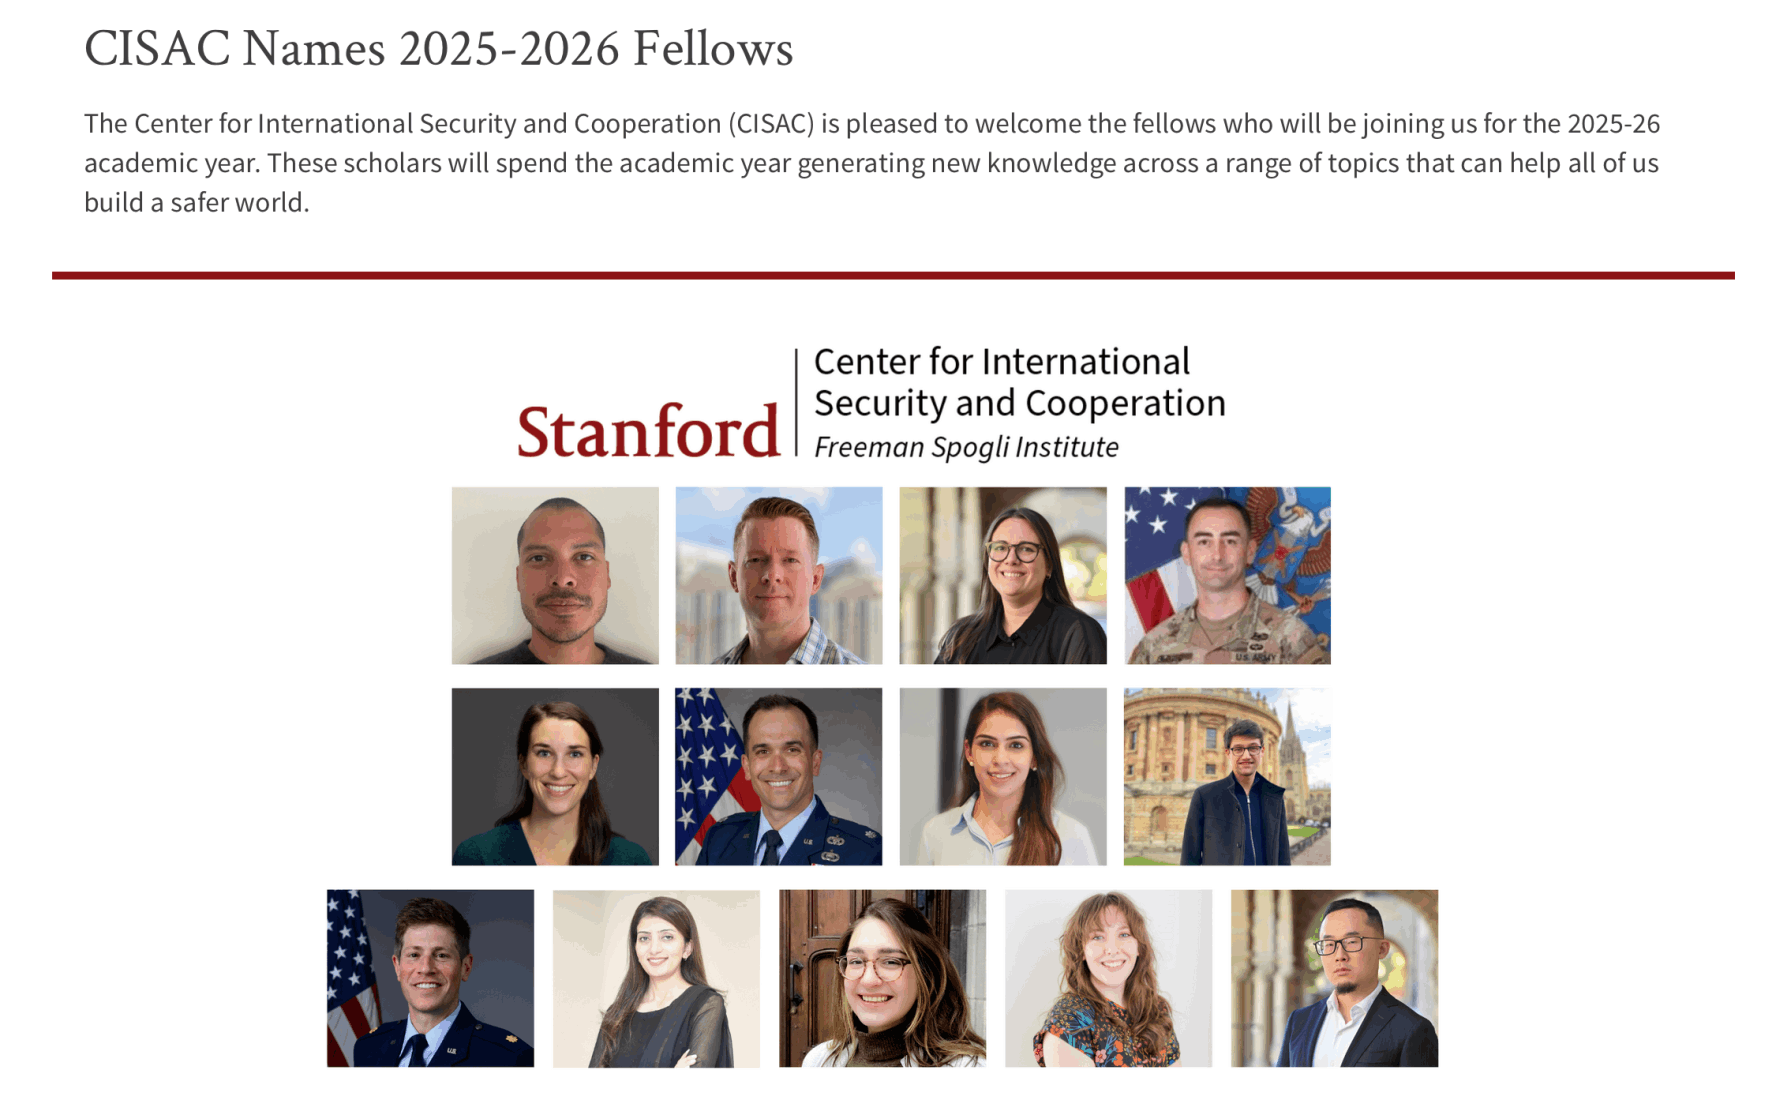 CISAC Names 2025-2026 Fellows
The Center for International Security and Cooperation (CISAC) is pleased to welcome the fellows who will be joining us for the 2025-26
academic year. These scholars will spend the academic year generating new knowledge across a range of topics that can help all of us
build a safer world.
Stanford
Center for International
Security and Cooperation
Freeman Spogli Institute
U.S. ARMY
U.S.
U.S.